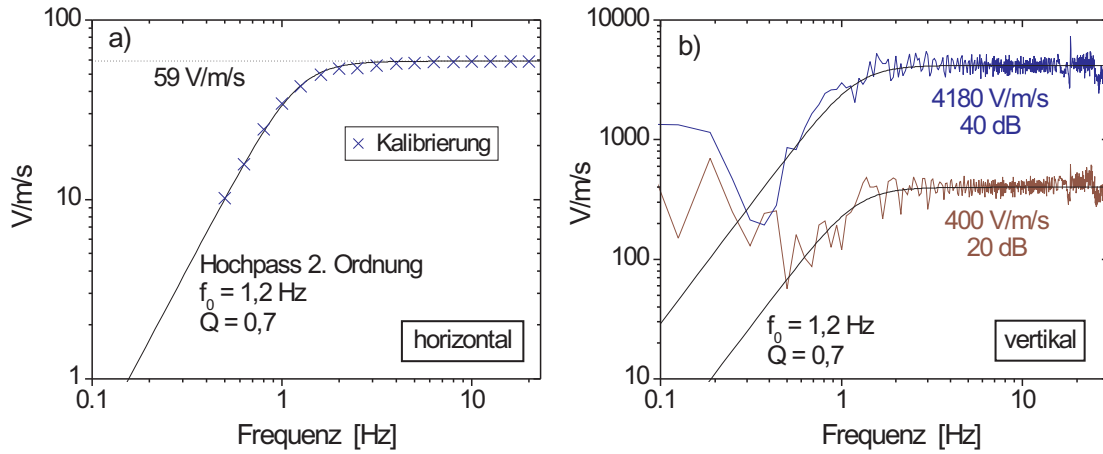 a)
100
10
1
V/m/s
59 V/m/s
Kalibrierung
Hochpass 2. Ordnung
f0 = 1,2 Hz
Q = 0,7
horizontal
0.1 1 10
Frequenz [Hz]
b)
10000
1000
100
10
V/m/s
4180 V/m/s
40 dB
400 V/m/s
20 dB
f0 = 1,2 Hz
Q = 0,7
vertikal
0.1 1 10
Frequenz [Hz]